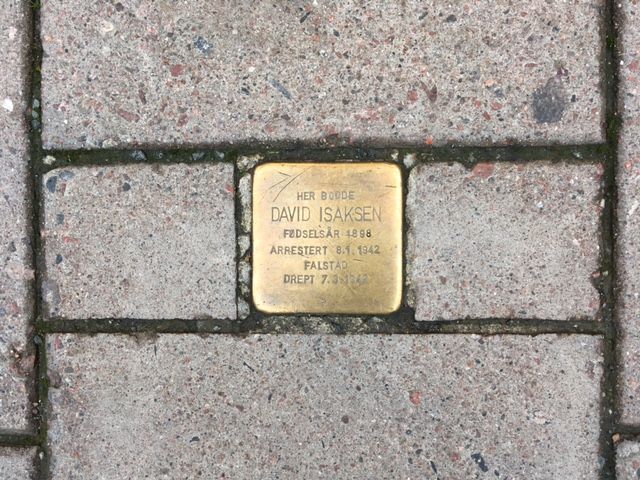 HER BODDE
DAVID ISAKSEN
FØDSELSÅR 1898
ARRESTERT 8.1.1942
FALSTAD
DREPT 7.3.1942